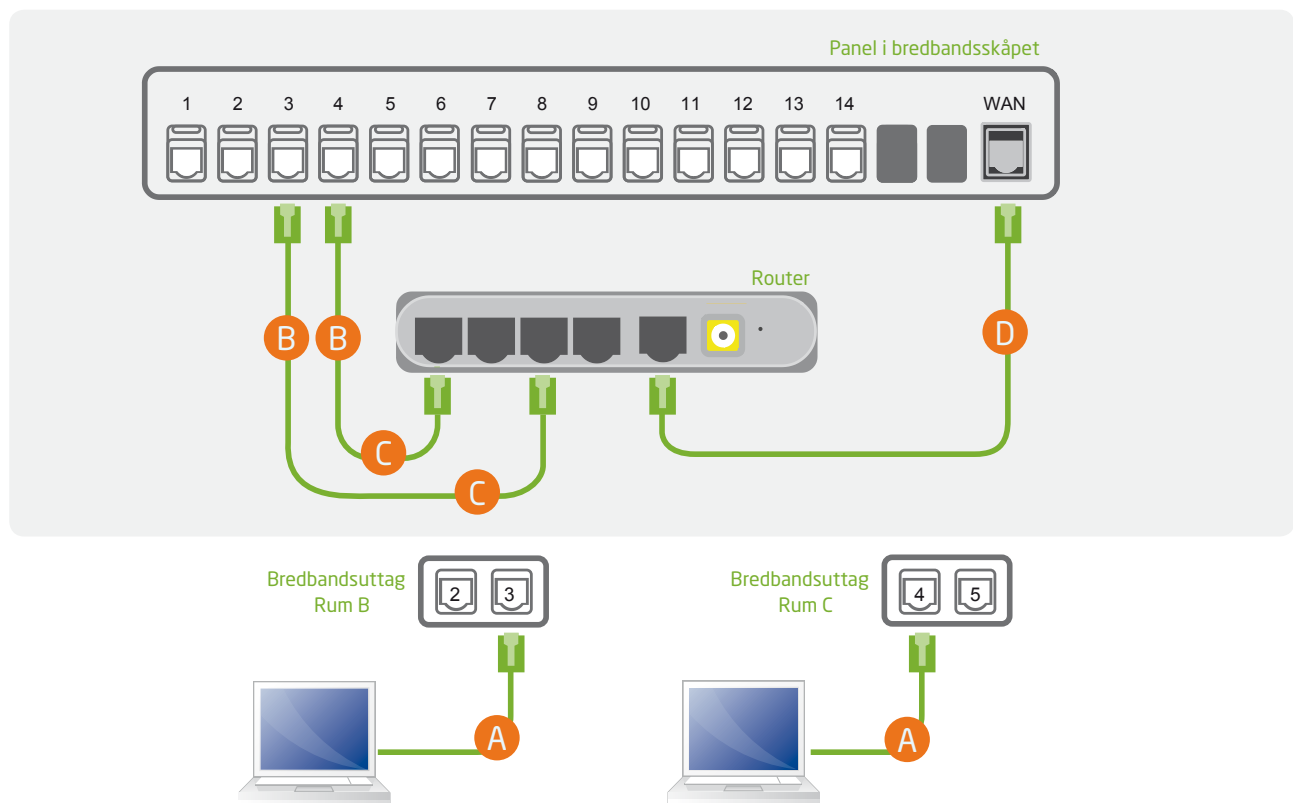 Panel i bredbandsskåpet
1 2 3 4 5 6 7 8 9 10 11 12 13 14 WAN
Router
B B D
C
C
Bredbandsuttag
Rum B
2 3
Bredbandsuttag
Rum C
4 5
A A